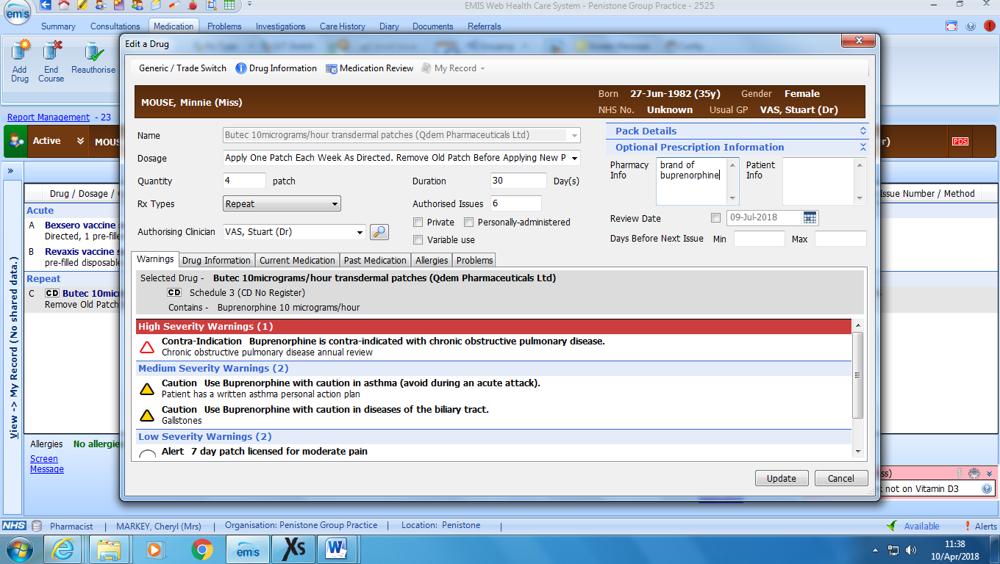 EMIS Web Health Care System - Penistone Group Practice - 2525
emis
Summary Consultations Medication Problems Investigations Care History Diary Documents Referrals
Edit a Drug
Add Drug
End Course
Reauthorise
Generic / Trade Switch Drug Information Medication Review My Record
MOUSE, Minnie (Miss)
Born 27-Jun-1982 (35y) Gender Female
NHS No. Unknown Usual GP VAS, Stuart (Dr)
Report Management - 23
Active MOUS
r)
PDS
Name Butec 10micrograms/hour transdermal patches (Qdem Pharmaceuticals Ltd)
Dosage Apply One Patch Each Week As Directed. Remove Old Patch Before Applying New P
Quantity 4 patch Duration 30 Day(s)
Rx Types Repeat Authorised Issues 6
Private Personally-administered
Authorising Clinician VAS, Stuart (Dr)
Variable use
Pack Details
Optional Prescription Information
Pharmacy Info
brand of
buprenorphine
Patient Info
Review Date 09-Jul-2018
Days Before Next Issue Min Max
»
View -> My Record (No shared data.)
Drug / Dosage /
Issue Number / Method
Acute
A Bexsero vaccine
Directed, 1 pre-fille
B Revaxis vaccine s
pre-filled disposable
Repeat
C CD Butec 10mic
Remove Old Patch
Warnings Drug Information Current Medication Past Medication Allergies Problems
Selected Drug - Butec 10micrograms/hour transdermal patches (Qdem Pharmaceuticals Ltd)
CD Schedule 3 (CD No Register)
Contains - Buprenorphine 10 micrograms/hour
High Severity Warnings (1)
Contra-Indication Buprenorphine is contra-indicated with chronic obstructive pulmonary disease.
Chronic obstructive pulmonary disease annual review
Medium Severity Warnings (2)
Caution Use Buprenorphine with caution in asthma (avoid during an acute attack).
Patient has a written asthma personal action plan
Caution Use Buprenorphine with caution in diseases of the biliary tract.
Gallstones
Low Severity Warnings (2)
Alert 7 day patch licensed for moderate pain
Update Cancel
Allergies No allergie
Screen
Message
ss)
not on Vitamin D3
NHS Pharmacist MARKEY, Cheryl (Mrs) Organisation: Penistone Group Practice Location: Penistone
Available Alerts
emis Xs W
11:38
10/Apr/2018